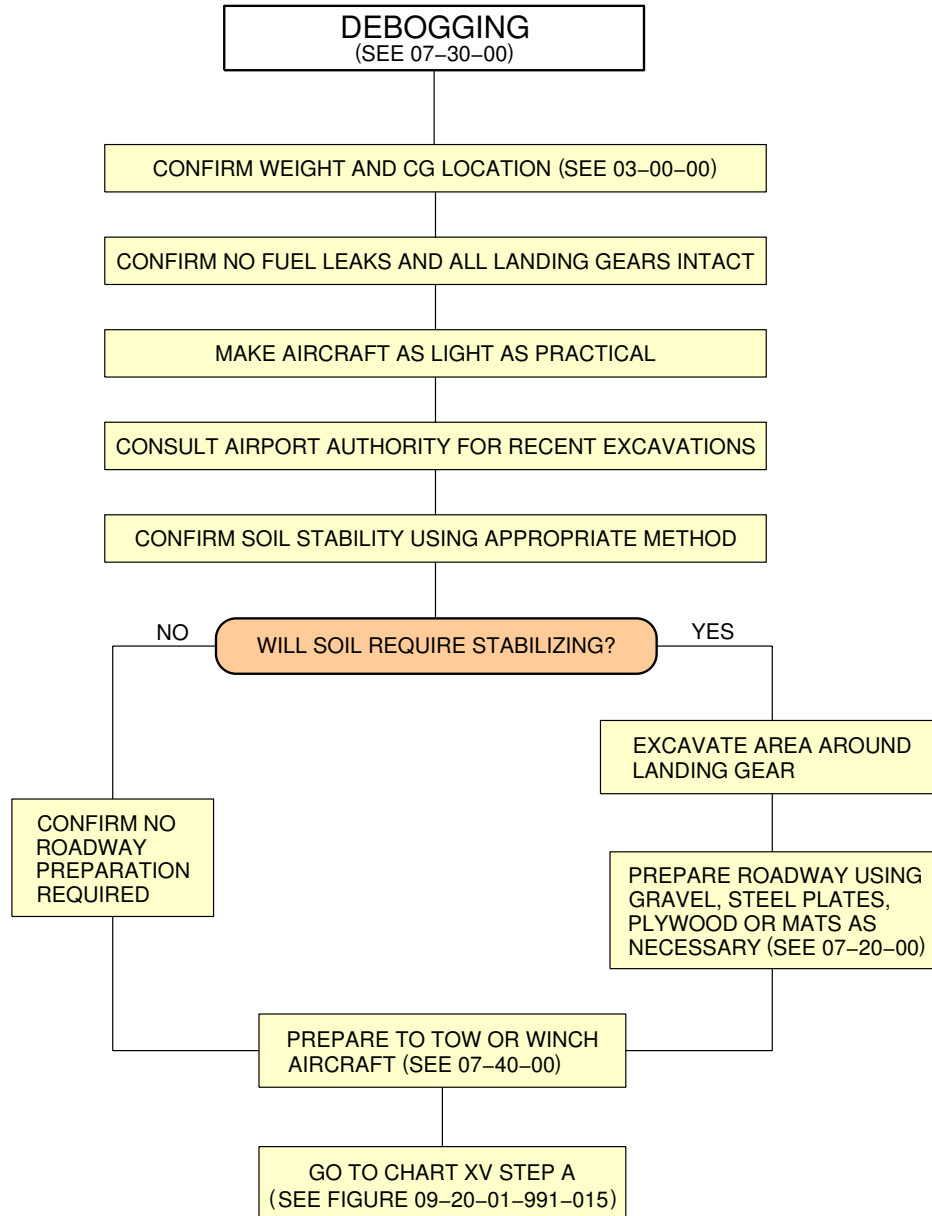 DEBOGGING
(SEE 07−30−00)
CONFIRM WEIGHT AND CG LOCATION (SEE 03−00−00)
CONFIRM NO FUEL LEAKS AND ALL LANDING GEARS INTACT
MAKE AIRCRAFT AS LIGHT AS PRACTICAL
CONSULT AIRPORT AUTHORITY FOR RECENT EXCAVATIONS
CONFIRM SOIL STABILITY USING APPROPRIATE METHOD
WILL SOIL REQUIRE STABILIZING?
NO
CONFIRM NO
ROADWAY
PREPARATION
REQUIRED
YES
EXCAVATE AREA AROUND
LANDING GEAR
PREPARE ROADWAY USING
GRAVEL, STEEL PLATES,
PLYWOOD OR MATS AS
NECESSARY (SEE 07−20−00)
PREPARE TO TOW OR WINCH
AIRCRAFT (SEE 07−40−00)
GO TO CHART XV STEP A
(SEE FIGURE 09−20−01−991−015)